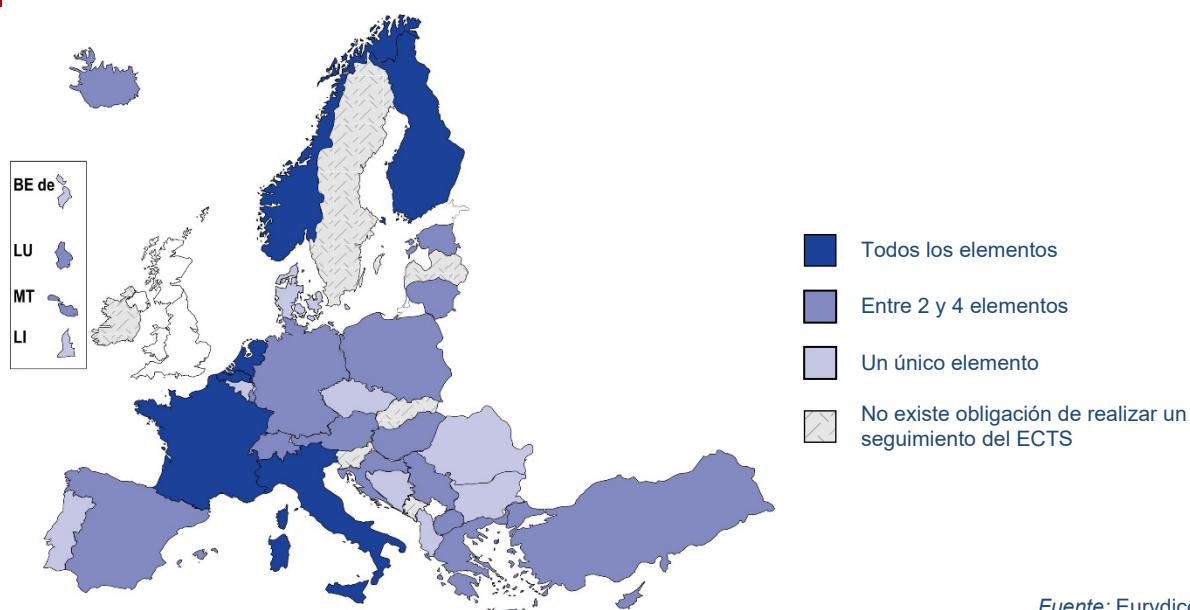 BE de
LU
MT
LI
Todos los elementos
Entre 2 y 4 elementos
Un único elemento
No existe obligación de realizar un
seguimiento del ECTS
Fuente: Eurydice